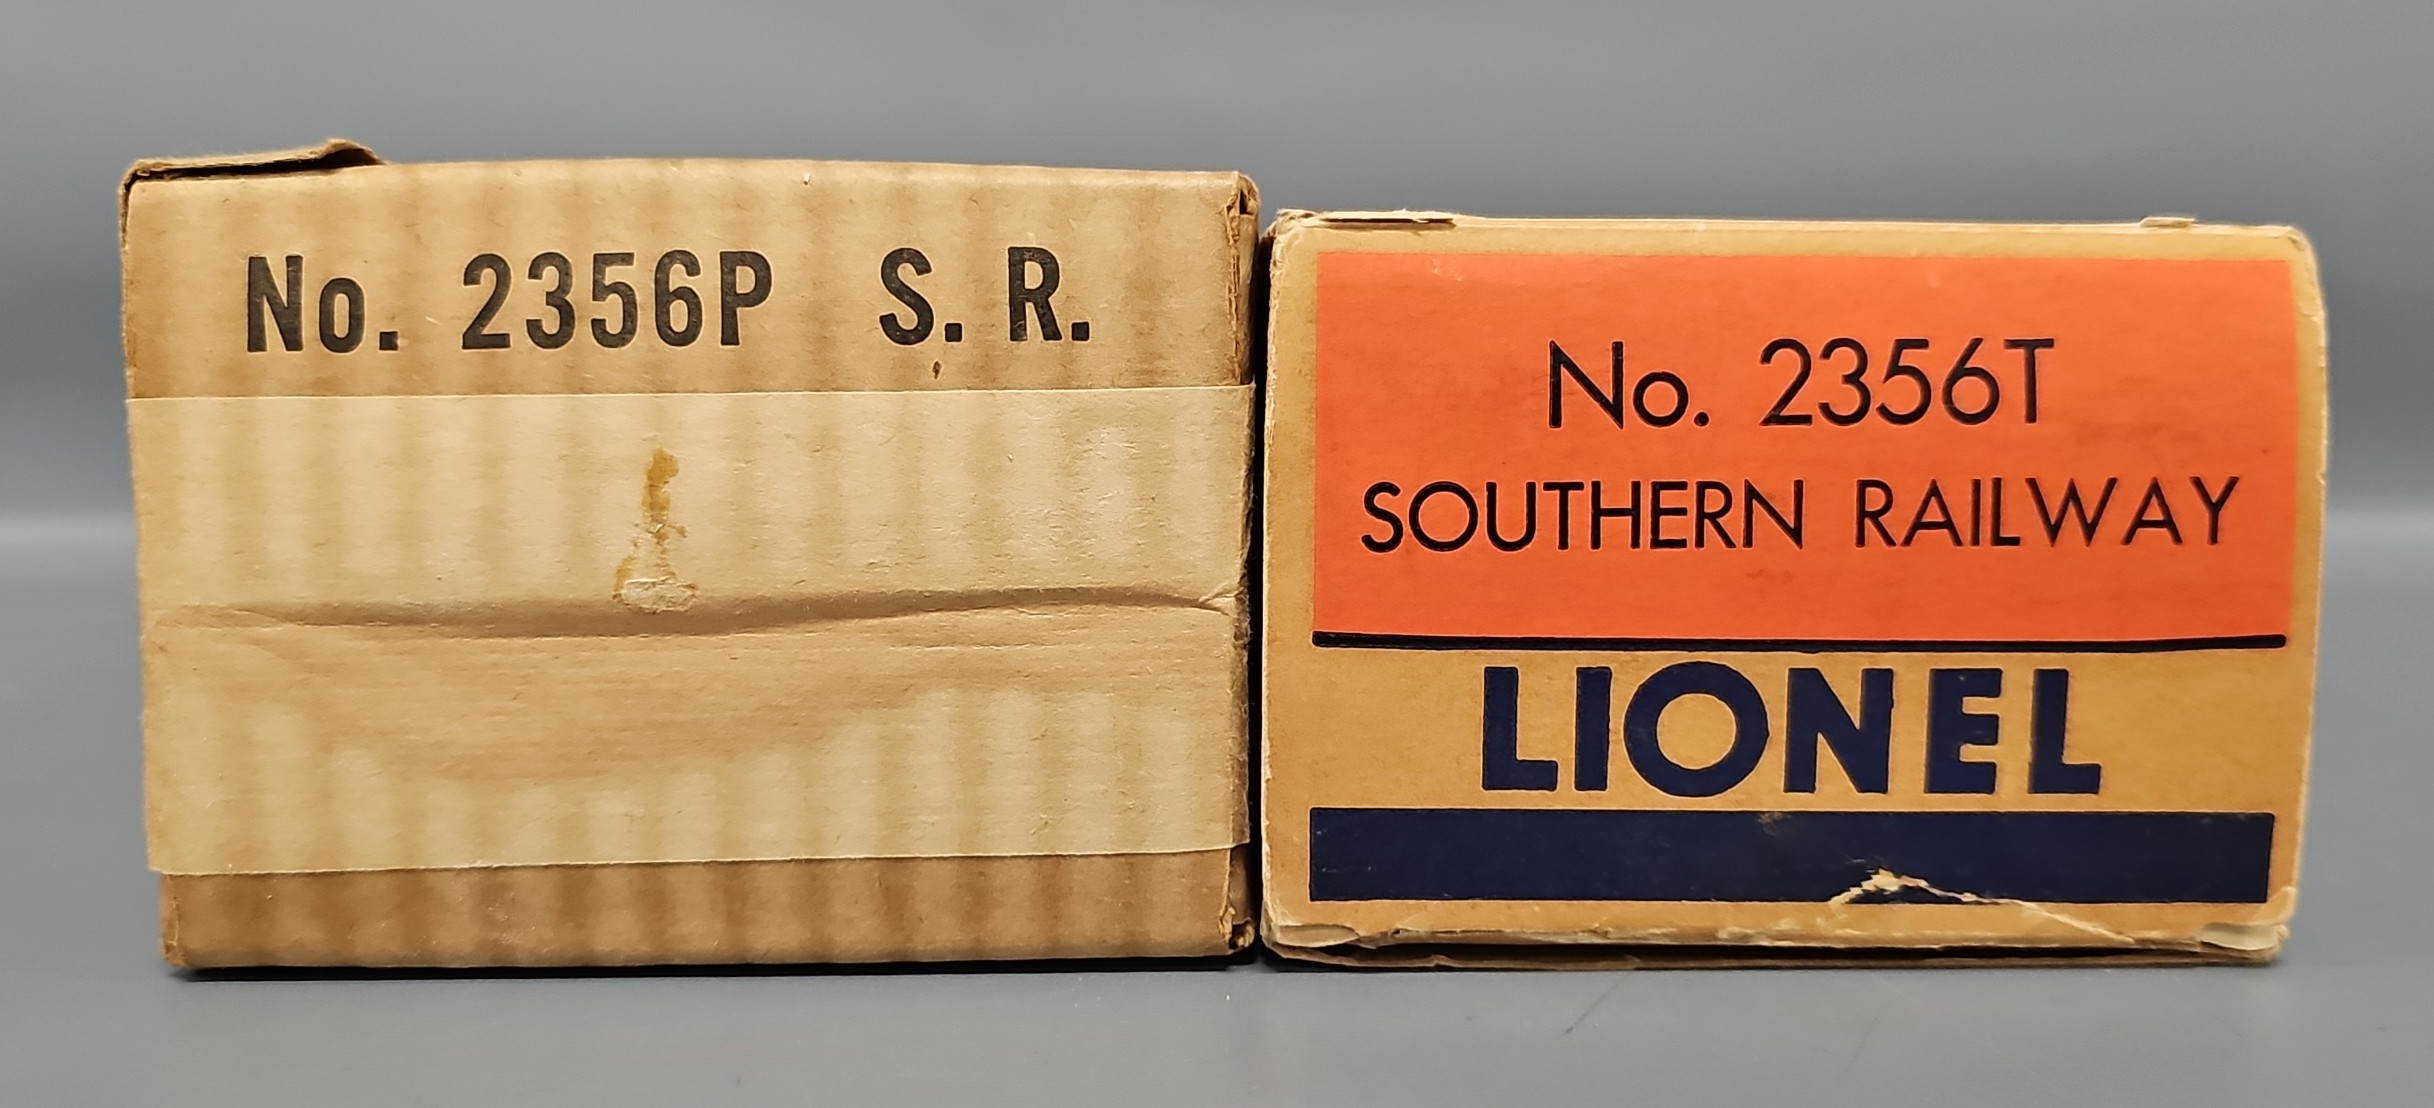 No. 2356P S. R.
No. 2356T
SOUTHERN RAILWAY
LIONEL